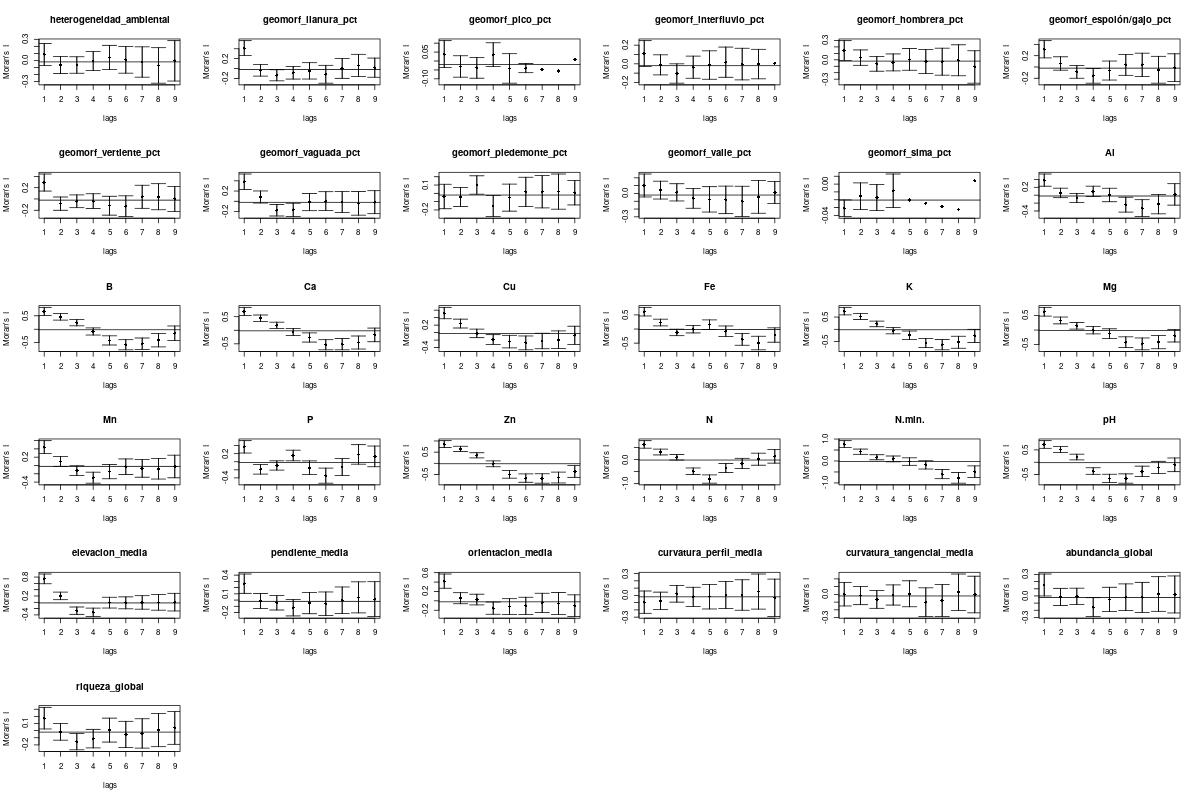 heterogeneidad_ambiental
Moran's I
0.3
0.0
-0.3
1 2 3 4 5 6 7 8 9
lags
geomorf_llanura_pct
Moran's I
0.2
-0.2
1 2 3 4 5 6 7 8 9
lags
geomorf_pico_pct
Moran's I
0.05
-0.10
1 2 3 4 5 6 7 8 9
lags
geomorf_interfluvio_pct
Moran's I
0.2
0.0
-0.2
1 2 3 4 5 6 7 8 9
lags
geomorf_hombrera_pct
Moran's I
0.3
0.0
-0.3
1 2 3 4 5 6 7 8 9
lags
geomorf_espolón/gajo_pct
Moran's I
0.2
-0.2
1 2 3 4 5 6 7 8 9
lags
geomorf_vertiente_pct
Moran's I
0.2
-0.2
1 2 3 4 5 6 7 8 9
lags
geomorf_vaguada_pct
Moran's I
0.2
-0.2
1 2 3 4 5 6 7 8 9
lags
geomorf_piedemonte_pct
Moran's I
0.1
-0.2
1 2 3 4 5 6 7 8 9
lags
geomorf_valle_pct
Moran's I
0.0
-0.3
1 2 3 4 5 6 7 8 9
lags
geomorf_sima_pct
Moran's I
0.00
-0.04
1 2 3 4 5 6 7 8 9
lags
Al
Moran's I
0.2
-0.4
1 2 3 4 5 6 7 8 9
lags
B
Moran's I
0.5
-0.5
1 2 3 4 5 6 7 8 9
lags
Ca
Moran's I
0.5
-0.5
1 2 3 4 5 6 7 8 9
lags
Cu
Moran's I
0.2
-0.4
1 2 3 4 5 6 7 8 9
lags
Fe
Moran's I
0.5
-0.5
1 2 3 4 5 6 7 8 9
lags
K
Moran's I
0.5
-0.5
1 2 3 4 5 6 7 8 9
lags
Mg
Moran's I
0.5
-0.5
1 2 3 4 5 6 7 8 9
lags
Mn
Moran's I
0.2
-0.4
1 2 3 4 5 6 7 8 9
lags
P
Moran's I
0.2
-0.4
1 2 3 4 5 6 7 8 9
lags
Zn
Moran's I
0.5
-0.5
1 2 3 4 5 6 7 8 9
lags
N
Moran's I
0.0
-1.0
1 2 3 4 5 6 7 8 9
lags
N.min.
Moran's I
1.0
0.0
-1.0
1 2 3 4 5 6 7 8 9
lags
pH
Moran's I
0.5
-0.5
1 2 3 4 5 6 7 8 9
lags
elevacion_media
Moran's I
0.8
0.2
-0.4
1 2 3 4 5 6 7 8 9
lags
pendiente_media
Moran's I
0.4
0.1
-0.2
1 2 3 4 5 6 7 8 9
lags
orientacion_media
Moran's I
0.6
0.2
-0.2
1 2 3 4 5 6 7 8 9
lags
curvatura_perfil_media
Moran's I
0.3
0.0
-0.3
1 2 3 4 5 6 7 8 9
lags
curvatura_tangencial_media
Moran's I
0.0
-0.3
1 2 3 4 5 6 7 8 9
lags
abundancia_global
Moran's I
0.3
0.0
-0.3
1 2 3 4 5 6 7 8 9
lags
riqueza_global
Moran's I
0.1
-0.2
1 2 3 4 5 6 7 8 9
lags